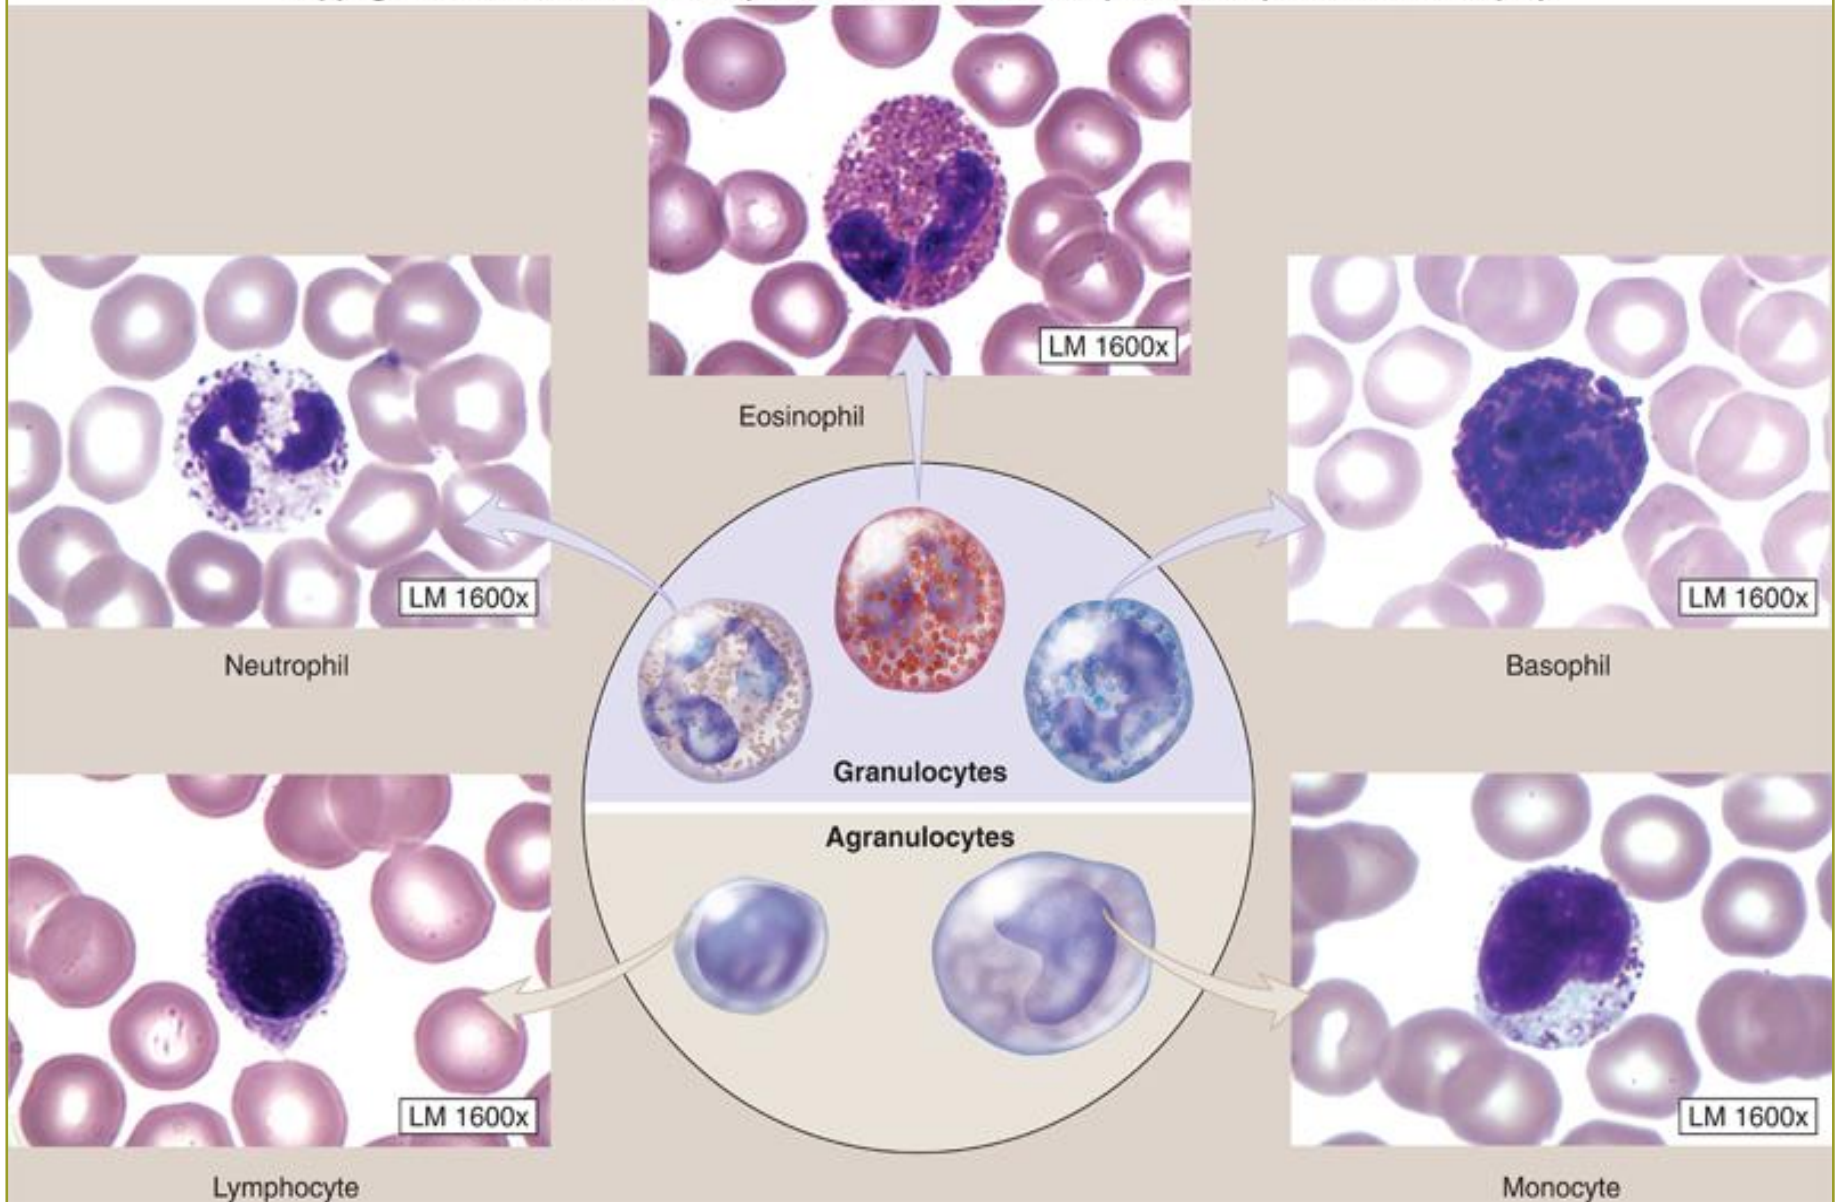 LM 1600x
Eosinophil
LM 1600x
Neutrophil
LM 1600x
Basophil
Granulocytes
Agranulocytes
LM 1600x
Lymphocyte
LM 1600x
Monocyte